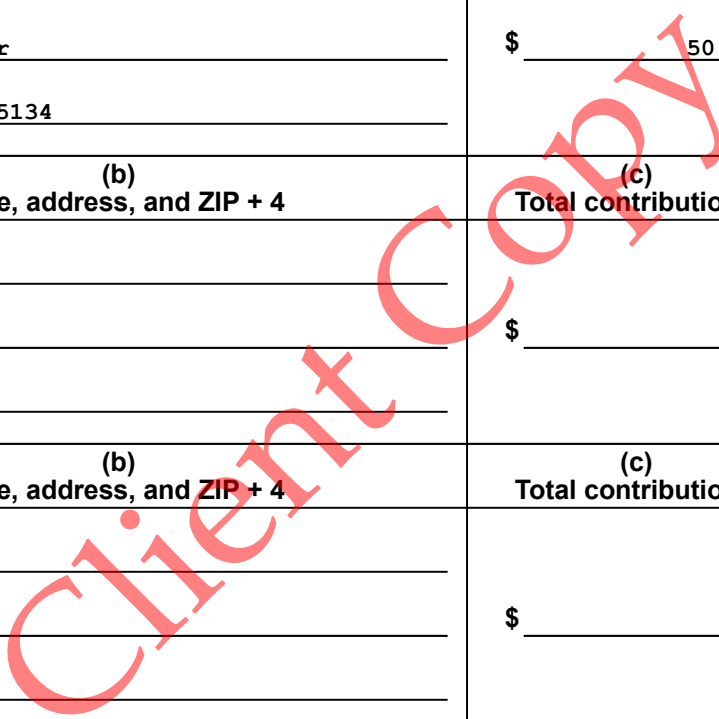 r
$ 50
5134
(b) (c)
e, address, and ZIP + 4 Total contributio
$
(b) (c)
e, address, and ZIP + 4 Total contributio
$
Client Copy